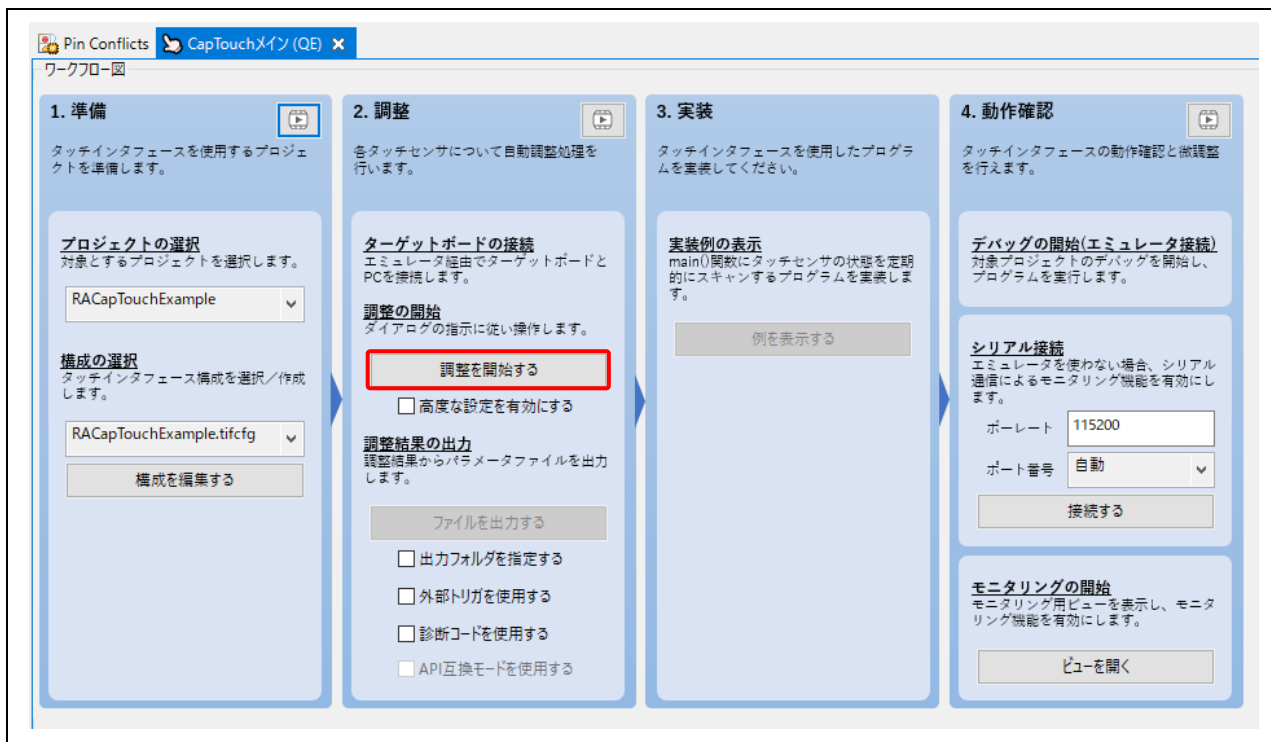 Pin Conflicts
CapTouchメイン (QE)
ワークフロー図
1. 準備
タッチインタフェースを使用するプロジェ
クトを準備します。
プロジェクトの選択
対象とするプロジェクトを選択します。
RACapTouchExample
構成の選択
タッチインタフェース構成を選択／作成
します。
RACapTouchExample.tifcfg
構成を編集する
2. 調整
各タッチセンサについて自動調整処理を
行います。
ターゲットボードの接続
エミュレータ経由でターゲットボードと
PCを接続します。
調整の開始
ダイアログの指示に従い操作します。
調整を開始する
高度な設定を有効にする
調整結果の出力
調整結果からパラメータファイルを出力
します。
ファイルを出力する
出力フォルダを指定する
外部トリガを使用する
診断コードを使用する
API互換モードを使用する
3. 実装
タッチインタフェースを使用したプログラ
ムを実装してください。
実装例の表示
main()関数にタッチセンサの状態を定期
的にスキャンするプログラムを実装しま
す。
例を表示する
4. 動作確認
タッチインタフェースの動作確認と微調整
を行えます。
デバッグの開始(エミュレータ接続)
対象プロジェクトのデバッグを開始し、
プログラムを実行します。
シリアル接続
エミュレータを使わない場合、シリアル
通信によるモニタリング機能を有効にし
ます。
ボーレート
115200
ポート番号
自動
接続する
モニタリングの開始
モニタリング用ビューを表示し、モニタ
リング機能を有効にします。
ビューを開く